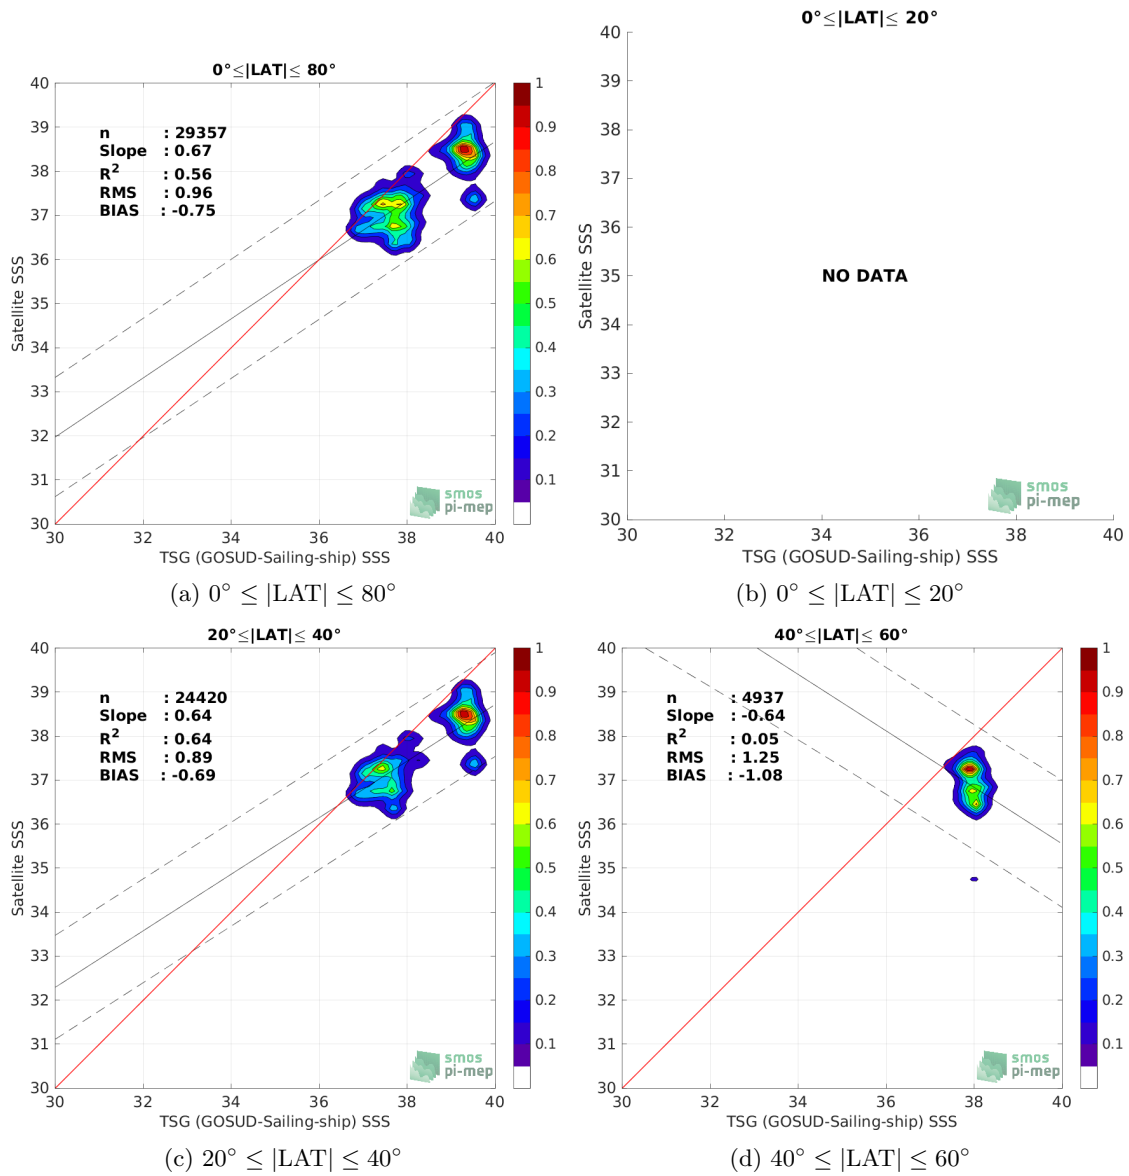 0°≤|LAT|≤ 80°
n : 29357
Slope : 0.67
R² : 0.56
RMS : 0.96
BIAS : -0.75
Satellite SSS
40
39
38
37
36
35
34
33
32
31
30
30 32 34 36 38 40
TSG (GOSUD-Sailing-ship) SSS
1
0.9
0.8
0.7
0.6
0.5
0.4
0.3
0.2
0.1
smos
pi-mep
(a) 0° ≤ |LAT| ≤ 80°
0°≤|LAT|≤ 20°
NO DATA
Satellite SSS
40
39
38
37
36
35
34
33
32
31
30
30 32 34 36 38 40
TSG (GOSUD-Sailing-ship) SSS
smos
pi-mep
(b) 0° ≤ |LAT| ≤ 20°
20°≤|LAT|≤ 40°
n : 24420
Slope : 0.64
R² : 0.64
RMS : 0.89
BIAS : -0.69
Satellite SSS
40
39
38
37
36
35
34
33
32
31
30
30 32 34 36 38 40
TSG (GOSUD-Sailing-ship) SSS
1
0.9
0.8
0.7
0.6
0.5
0.4
0.3
0.2
0.1
smos
pi-mep
(c) 20° ≤ |LAT| ≤ 40°
40°≤|LAT|≤ 60°
n : 4937
Slope : -0.64
R² : 0.05
RMS : 1.25
BIAS : -1.08
Satellite SSS
40
39
38
37
36
35
34
33
32
31
30
30 32 34 36 38 40
TSG (GOSUD-Sailing-ship) SSS
1
0.9
0.8
0.7
0.6
0.5
0.4
0.3
0.2
0.1
smos
pi-mep
(d) 40° ≤ |LAT| ≤ 60°